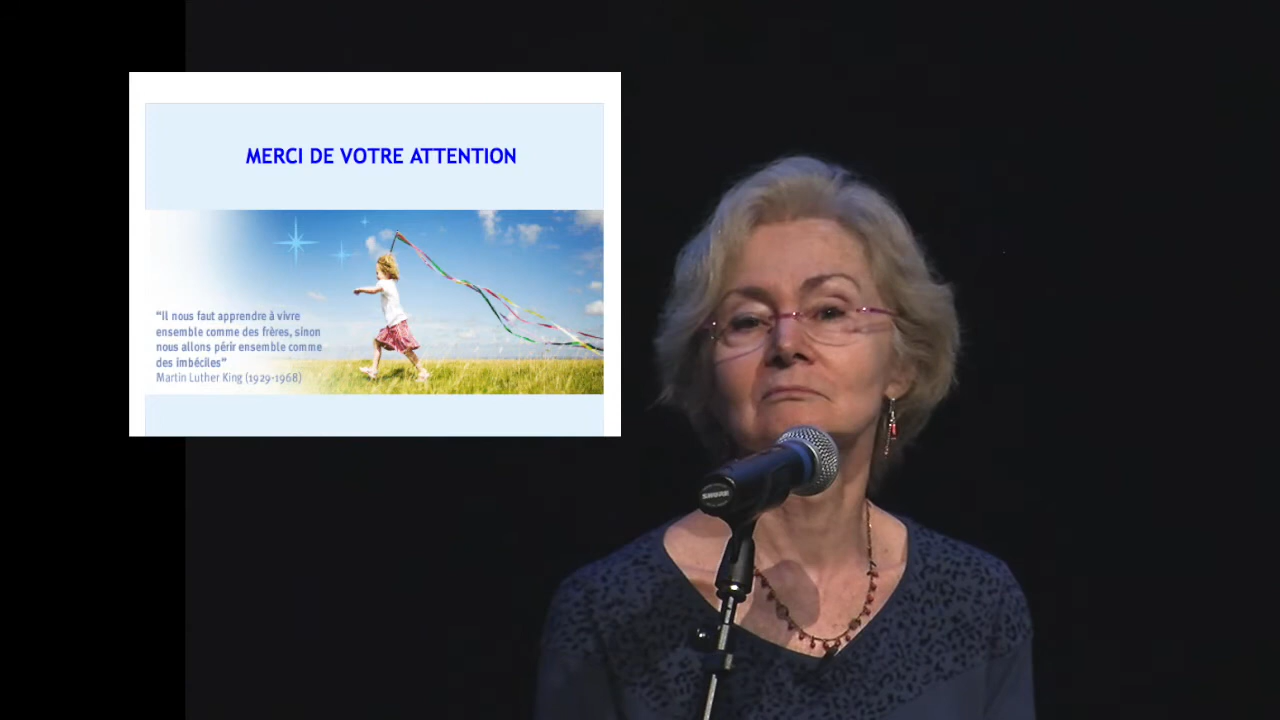 MERCI DE VOTRE ATTENTION
“Il nous faut apprendre à vivre
ensemble comme des frères, sinon
nous allons périr ensemble comme
des imbéciles”
Martin Luther King (1929-1968)
SHURE